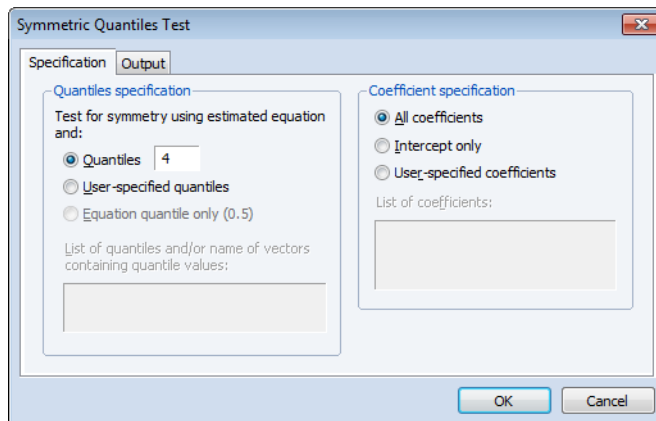 Symmetric Quantiles Test
Specification
Output
Quantiles specification
Test for symmetry using estimated equation
and:
Quantiles 4
User-specified quantiles
Equation quantile only (0.5)
List of quantiles and/or name of vectors
containing quantile values:
Coefficient specification
All coefficients
Intercept only
User-specified coefficients
List of coefficients:
OK
Cancel